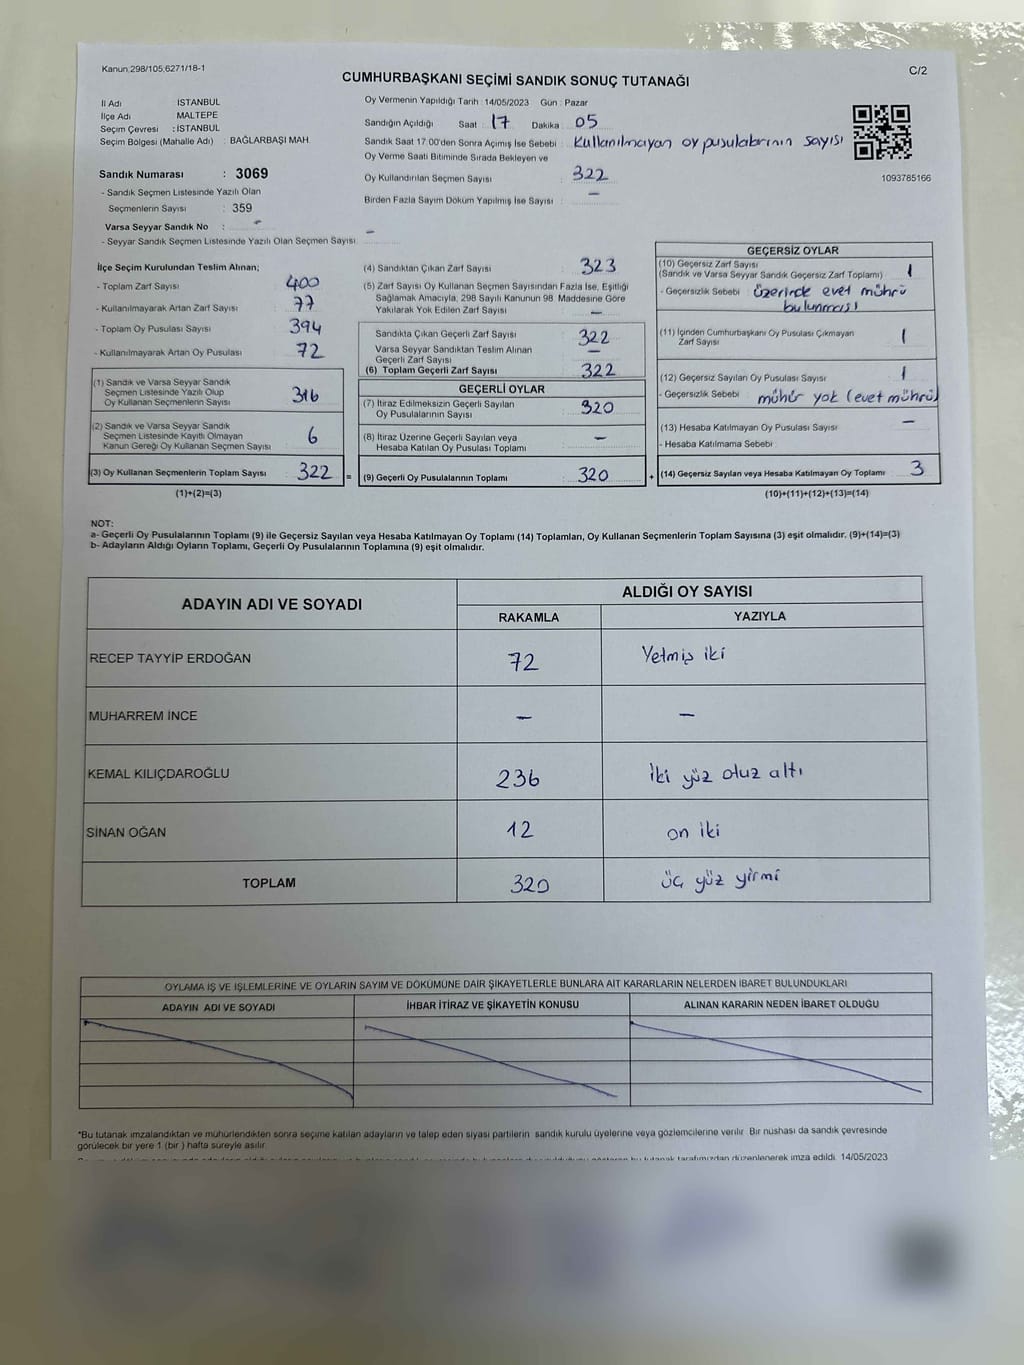 Kanun;298/105;6271/18-1
C/2
CUMHURBAŞKANI SEÇİMİ SANDIK SONUÇ TUTANAĞI
İl Adı İSTANBUL
İlçe Adı MALTEPE
Seçim Çevresi : İSTANBUL
Seçim Bölgesi (Mahalle Adı) : BAĞLARBAŞI MAH.
Sandık Numarası : 3069
- Sandık Seçmen Listesinde Yazılı Olan
Seçmenlerin Sayısı : 359
Varsa Seyyar Sandık No : -
- Seyyar Sandık Seçmen Listesinde Yazılı Olan Seçmen Sayısı : -
Oy Vermenin Yapıldığı Tarih : 14/05/2023 Gün : Pazar
Sandığın Açıldığı Saat : 17 Dakika : 05
Sandık Saat 17.00'den Sonra Açılmış İse Sebebi : Kullanılmayan oy pusulalarının sayısı
Oy Verme Saati Bitiminde Sırada Bekleyen ve
Oy Kullandırılan Seçmen Sayısı : 322
Birden Fazla Sayım Döküm Yapılmış İse Sayısı : -
1093785166
İlçe Seçim Kurulundan Teslim Alınan;
- Toplam Zarf Sayısı : 400
- Kullanılmayarak Artan Zarf Sayısı : 77
- Toplam Oy Pusulası Sayısı : 394
- Kullanılmayarak Artan Oy Pusulası : 72
(1) Sandık ve Varsa Seyyar Sandık
Seçmen Listesinde Yazılı Olup
Oy Kullanan Seçmenlerin Sayısı : 316
(2) Sandık ve Varsa Seyyar Sandık
Seçmen Listesinde Kayıtlı Olmayan
Kanun Gereği Oy Kullanan Seçmen Sayısı : 6
(3) Oy Kullanan Seçmenlerin Toplam Sayısı : 322 =
(1)+(2)=(3)
(4) Sandıktan Çıkan Zarf Sayısı : 323
(5) Zarf Sayısı Oy Kullanan Seçmen Sayısından Fazla İse, Eşitliği
Sağlamak Amacıyla, 298 Sayılı Kanunun 98. Maddesine Göre
Yakılarak Yok Edilen Zarf Sayısı : -
Sandıkta Çıkan Geçerli Zarf Sayısı : 322
Varsa Seyyar Sandıktan Teslim Alınan
Geçerli Zarf Sayısı : -
(6) Toplam Geçerli Zarf Sayısı : 322
GEÇERLİ OYLAR
(7) İtiraz Edilmeksizin Geçerli Sayılan
Oy Pusulalarının Sayısı : 320
(8) İtiraz Üzerine Geçerli Sayılan veya
Hesaba Katılan Oy Pusulası Toplamı : -
(9) Geçerli Oy Pusulalarının Toplamı : 320 +
GEÇERSİZ OYLAR
(10) Geçersiz Zarf Sayısı
(Sandık ve Varsa Seyyar Sandık Geçersiz Zarf Toplamı) : 1
- Geçersizlik Sebebi : üzerinde evet mührü
bulunması
(11) İçinden Cumhurbaşkanı Oy Pusulası Çıkmayan
Zarf Sayısı : 1
(12) Geçersiz Sayılan Oy Pusulası Sayısı : 1
- Geçersizlik Sebebi : mühür yok (evet mührü)
(13) Hesaba Katılmayan Oy Pusulası Sayısı : -
- Hesaba Katılmama Sebebi :
(14) Geçersiz Sayılan veya Hesaba Katılmayan Oy Toplamı : 3
(10)+(11)+(12)+(13)=(14)
NOT:
a- Geçerli Oy Pusulalarının Toplamı (9) ile Geçersiz Sayılan veya Hesaba Katılmayan Oy Toplamı (14) Toplamları, Oy Kullanan Seçmenlerin Toplam Sayısına (3) eşit olmalıdır. (9)+(14)=(3)
b- Adayların Aldığı Oyların Toplamı, Geçerli Oy Pusulalarının Toplamına (9) eşit olmalıdır.
ADAYIN ADI VE SOYADI ALDIĞI OY SAYISI
RAKAMLA YAZIYLA
RECEP TAYYİP ERDOĞAN 72 Yetmiş iki
MUHARREM İNCE - -
KEMAL KILIÇDAROĞLU 236 iki yüz otuz altı
SİNAN OĞAN 12 on iki
TOPLAM 320 üç yüz yirmi
OYLAMA İŞ VE İŞLEMLERİNE VE OYLARIN SAYIM VE DÖKÜMÜNE DAİR ŞİKAYETLERLE BUNLARA AİT KARARLARIN NELERDEN İBARET BULUNDUKLARI
ADAYIN ADI VE SOYADI İHBAR İTİRAZ VE ŞİKAYETİN KONUSU ALINAN KARARIN NEDEN İBARET OLDUĞU
*Bu tutanak imzalandıktan ve mühürlendikten sonra seçime katılan adayların ve talep eden siyasi partilerin sandık kurulu üyelerine veya gözlemcilerine verilir. Bir nüshası da sandık çevresinde
görülecek bir yere 1 (bir ) hafta süreyle asılır.
tarafımızdan düzenlenerek imza edildi. 14/05/2023